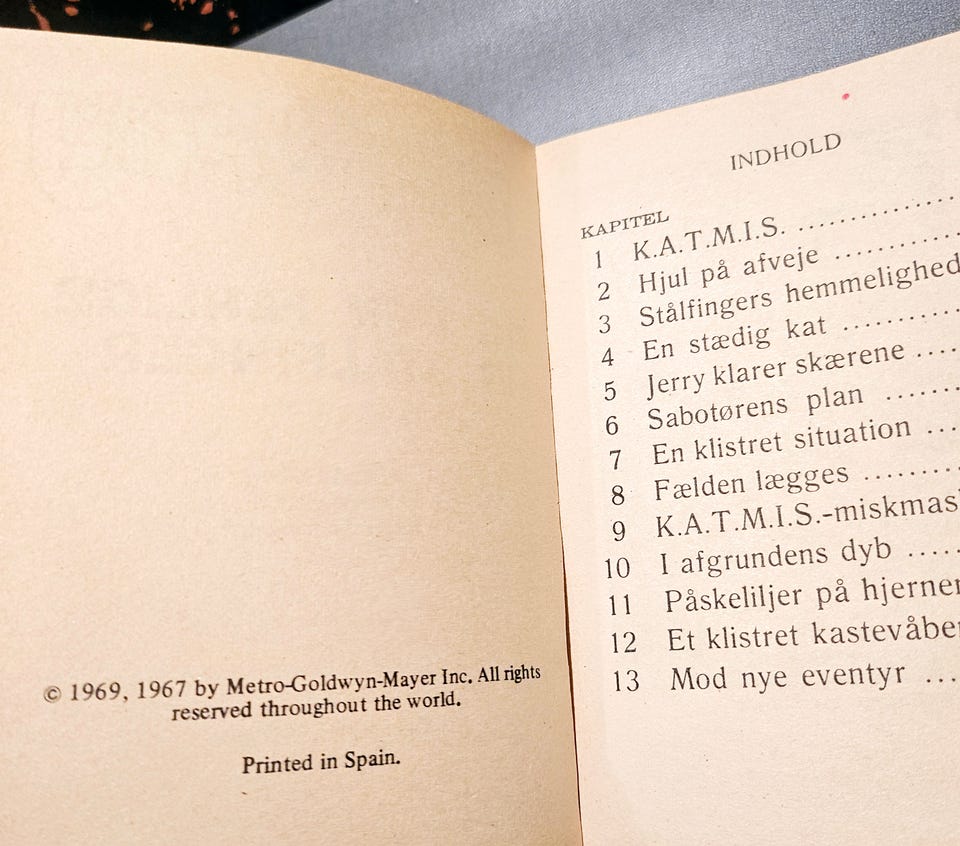 © 1969, 1967 by Metro-Goldwyn-Mayer Inc. All rights
reserved throughout the world.
Printed in Spain.
INDHOLD
KAPITEL
1 K.A.T.M.I.S. ................
2 Hjul på afveje ............
3 Stålfingers hemmelighed
4 En stædig kat ............
5 Jerry klarer skærene ....
6 Sabotørens plan ........
7 En klistret situation ....
8 Fælden lægges ..........
9 K.A.T.M.I.S.-miskmas
10 I afgrundens dyb ......
11 Påskeliljer på
12 Et klistret
13 Mod nye eventyr ....